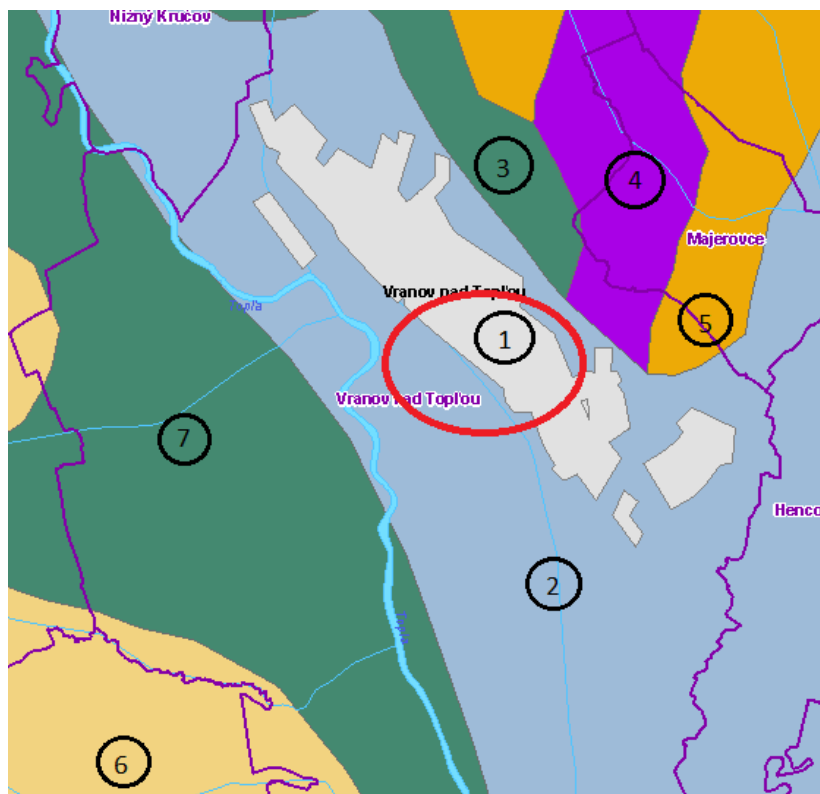 Nižný Kručov
3
4
Majerovce
Vranov nad Topľou
Topľa
5
1
Vranov nad Topľou
7
Henco
2
Topľa
6